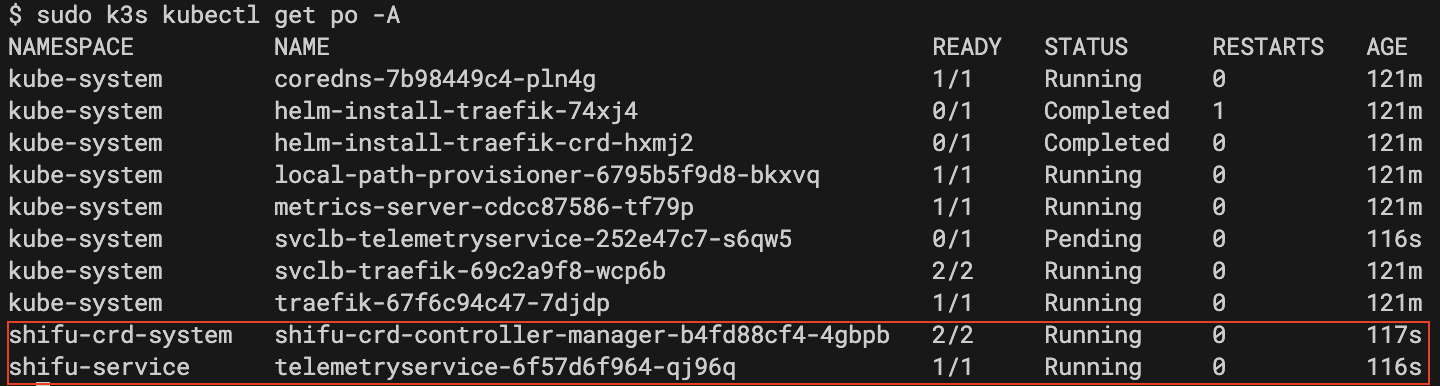 $ sudo k3s kubectl get po -A
NAMESPACE NAME READY STATUS RESTARTS AGE
kube-system coredns-7b98449c4-pln4g 1/1 Running 0 121m
kube-system helm-install-traefik-74xj4 0/1 Completed 1 121m
kube-system helm-install-traefik-crd-hxmj2 0/1 Completed 0 121m
kube-system local-path-provisioner-6795b5f9d8-bkxvq 1/1 Running 0 121m
kube-system metrics-server-cdcc87586-tf79p 1/1 Running 0 121m
kube-system svclb-telemetryservice-252e47c7-s6qw5 0/1 Pending 0 116s
kube-system svclb-traefik-69c2a9f8-wcp6b 2/2 Running 0 121m
kube-system traefik-67f6c94c47-7djdp 1/1 Running 0 121m
shifu-crd-system shifu-crd-controller-manager-b4fd88cf4-4gbpb 2/2 Running 0 117s
shifu-service telemetryservice-6f57d6f964-qj96q 1/1 Running 0 116s